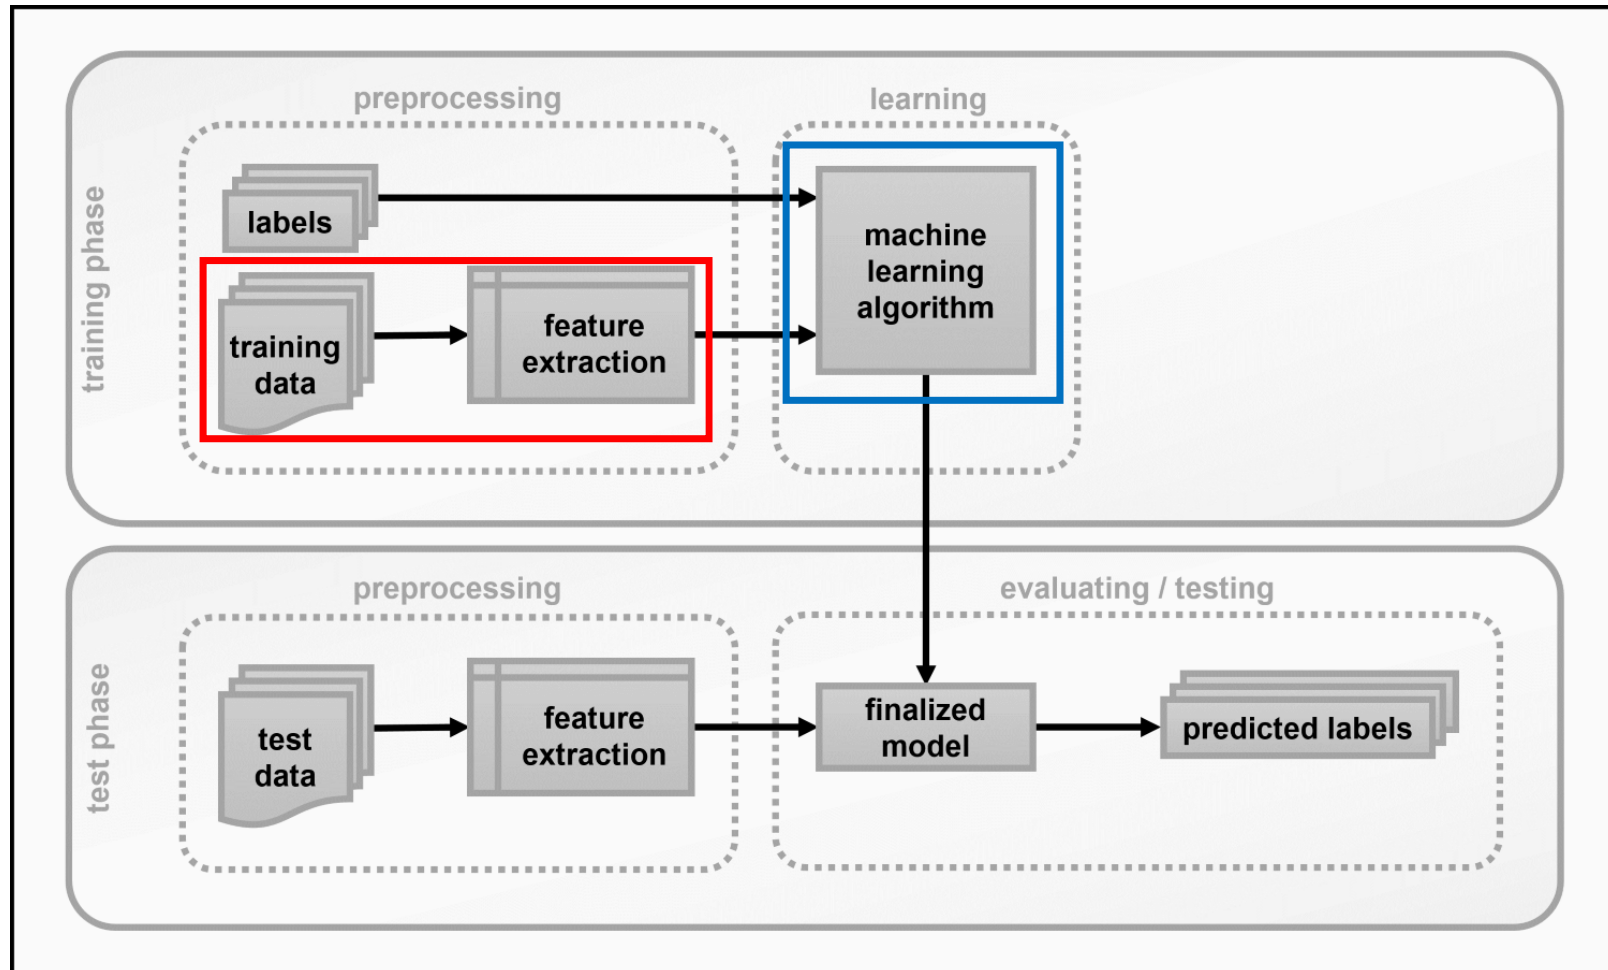 training phase
preprocessing
labels
training
data
feature
extraction
learning
machine
learning
algorithm
test phase
preprocessing
test
data
feature
extraction
evaluating / testing
finalized
model
predicted labels